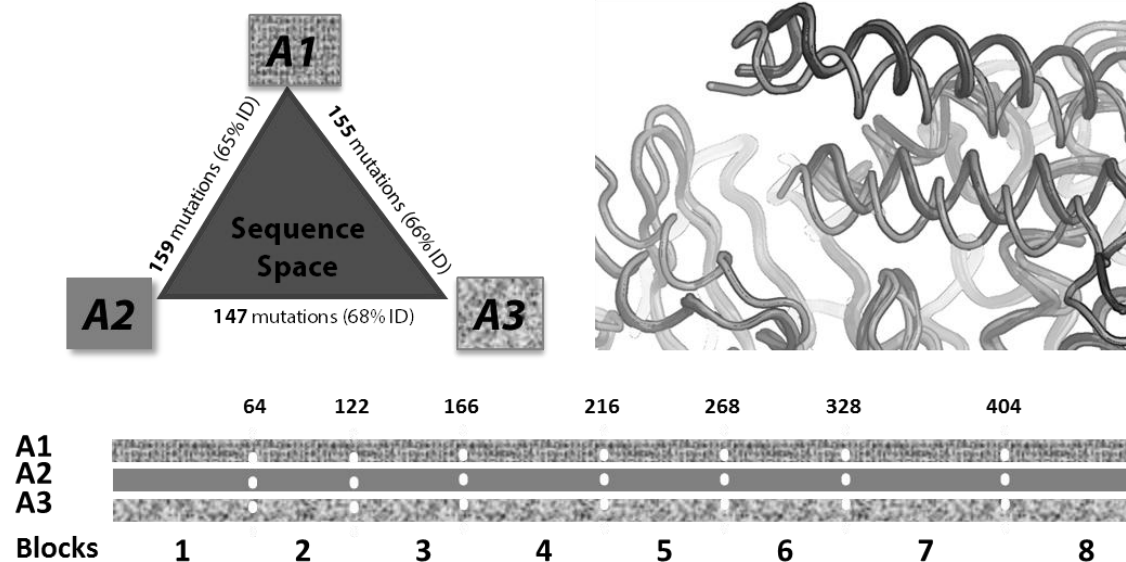 A1
159 mutations (65% ID)
155 mutations (66% ID)
Sequence
Space
A2
A3
147 mutations (68% ID)
64 122 166 216 268 328 404
A1
A2
A3
Blocks 1 2 3 4 5 6 7 8